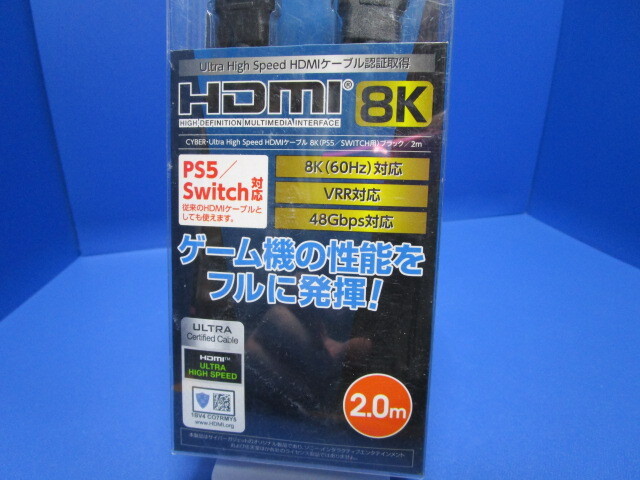 Ultra High Speed HDMIケーブル認証取得
HDMI® 8K
HIGH DEFINITION MULTIMEDIA INTERFACE
CYBER・Ultra High Speed HDMIケーブル 8K(PS5/SWITCH用)ブラック/2m
PS5/
Switch対応
従来のHDMIケーブルと
しても使えます。
8K(60Hz)対応
VRR対応
48Gbps対応
ゲーム機の性能を
フルに発揮!
ULTRA
Certified Cable
HDMI™
ULTRA
HIGH SPEED
www.HDMI.org
2.0m